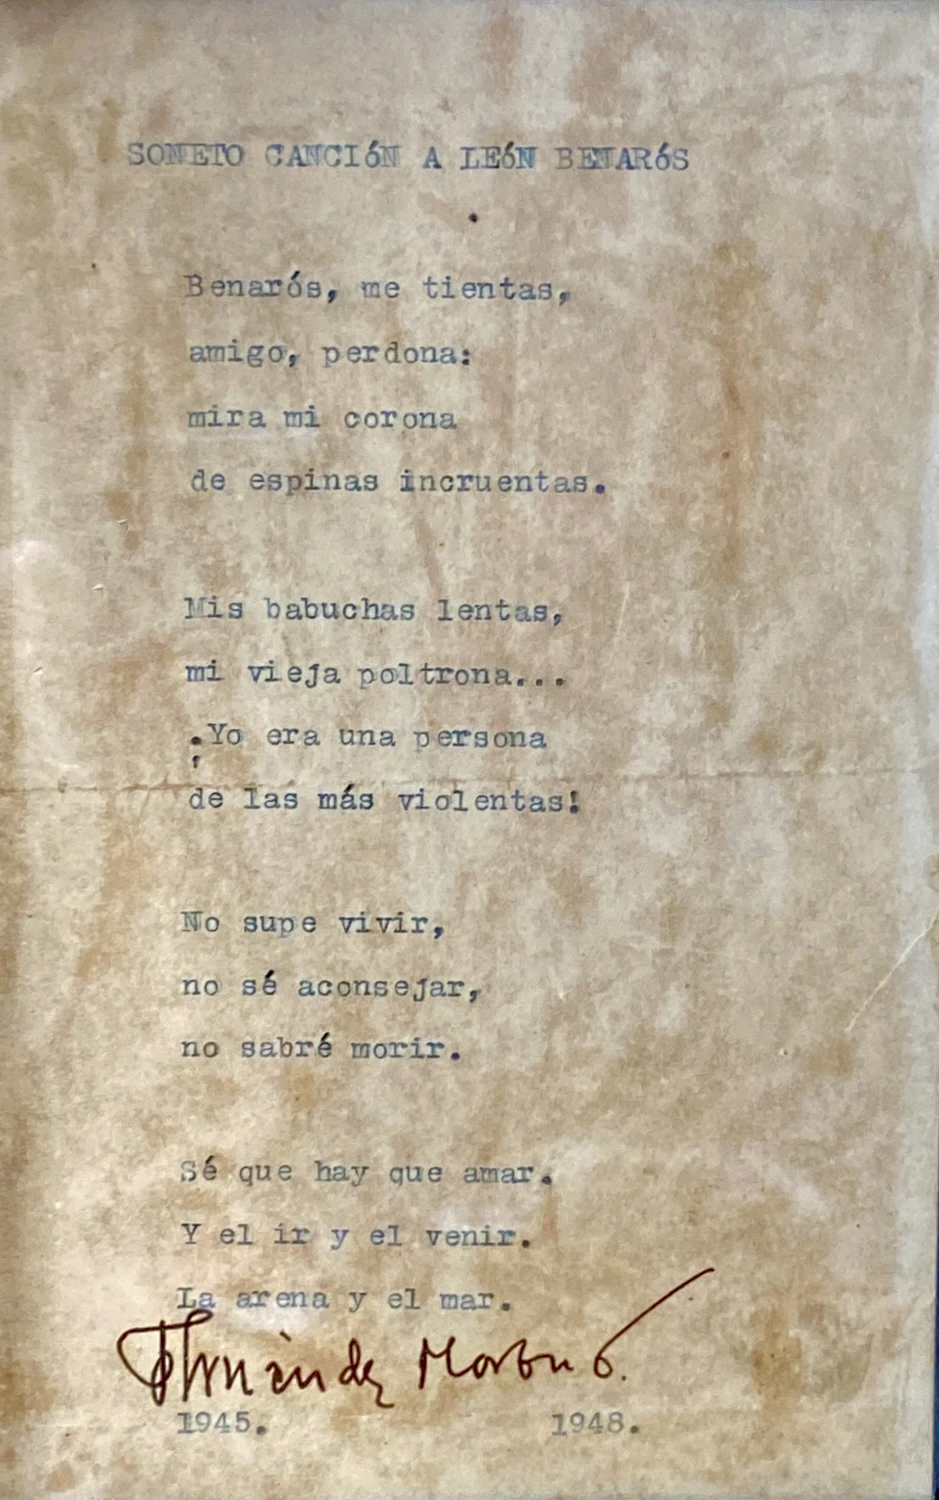 SONETO CANCIÓN A LEÓN BENARÓS
Benarós, me tientas,
amigo, perdona:
mira mi corona
de espinas incruentas.
Mis babuchas lentas,
mi vieja poltrona...
¡Yo era una persona
de las más violentas!
No supe vivir,
no sé aconsejar,
no sabré morir.
Sé que hay que amar.
Y el ir y el venir.
La arena y el mar.
Fernández Moreno.
1945. 1948.